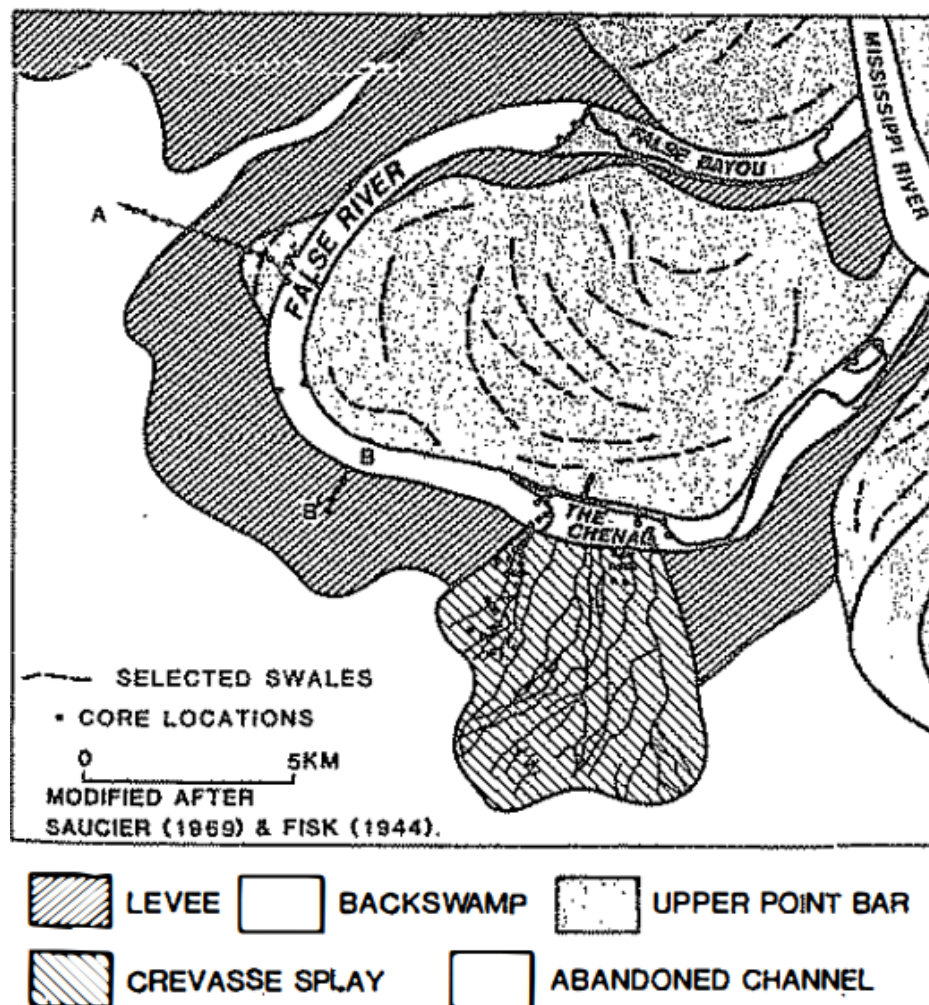 MISSISSIPPI RIVER
FALSE BAYOU
FALSE RIVER
A
B
B
THE
CHENAL
SELECTED SWALES
CORE LOCATIONS
0 5KM
MODIFIED AFTER
SAUCIER (1969) & FISK (1944).
LEVEE BACKSWAMP UPPER POINT BAR
CREVASSE SPLAY ABANDONED CHANNEL